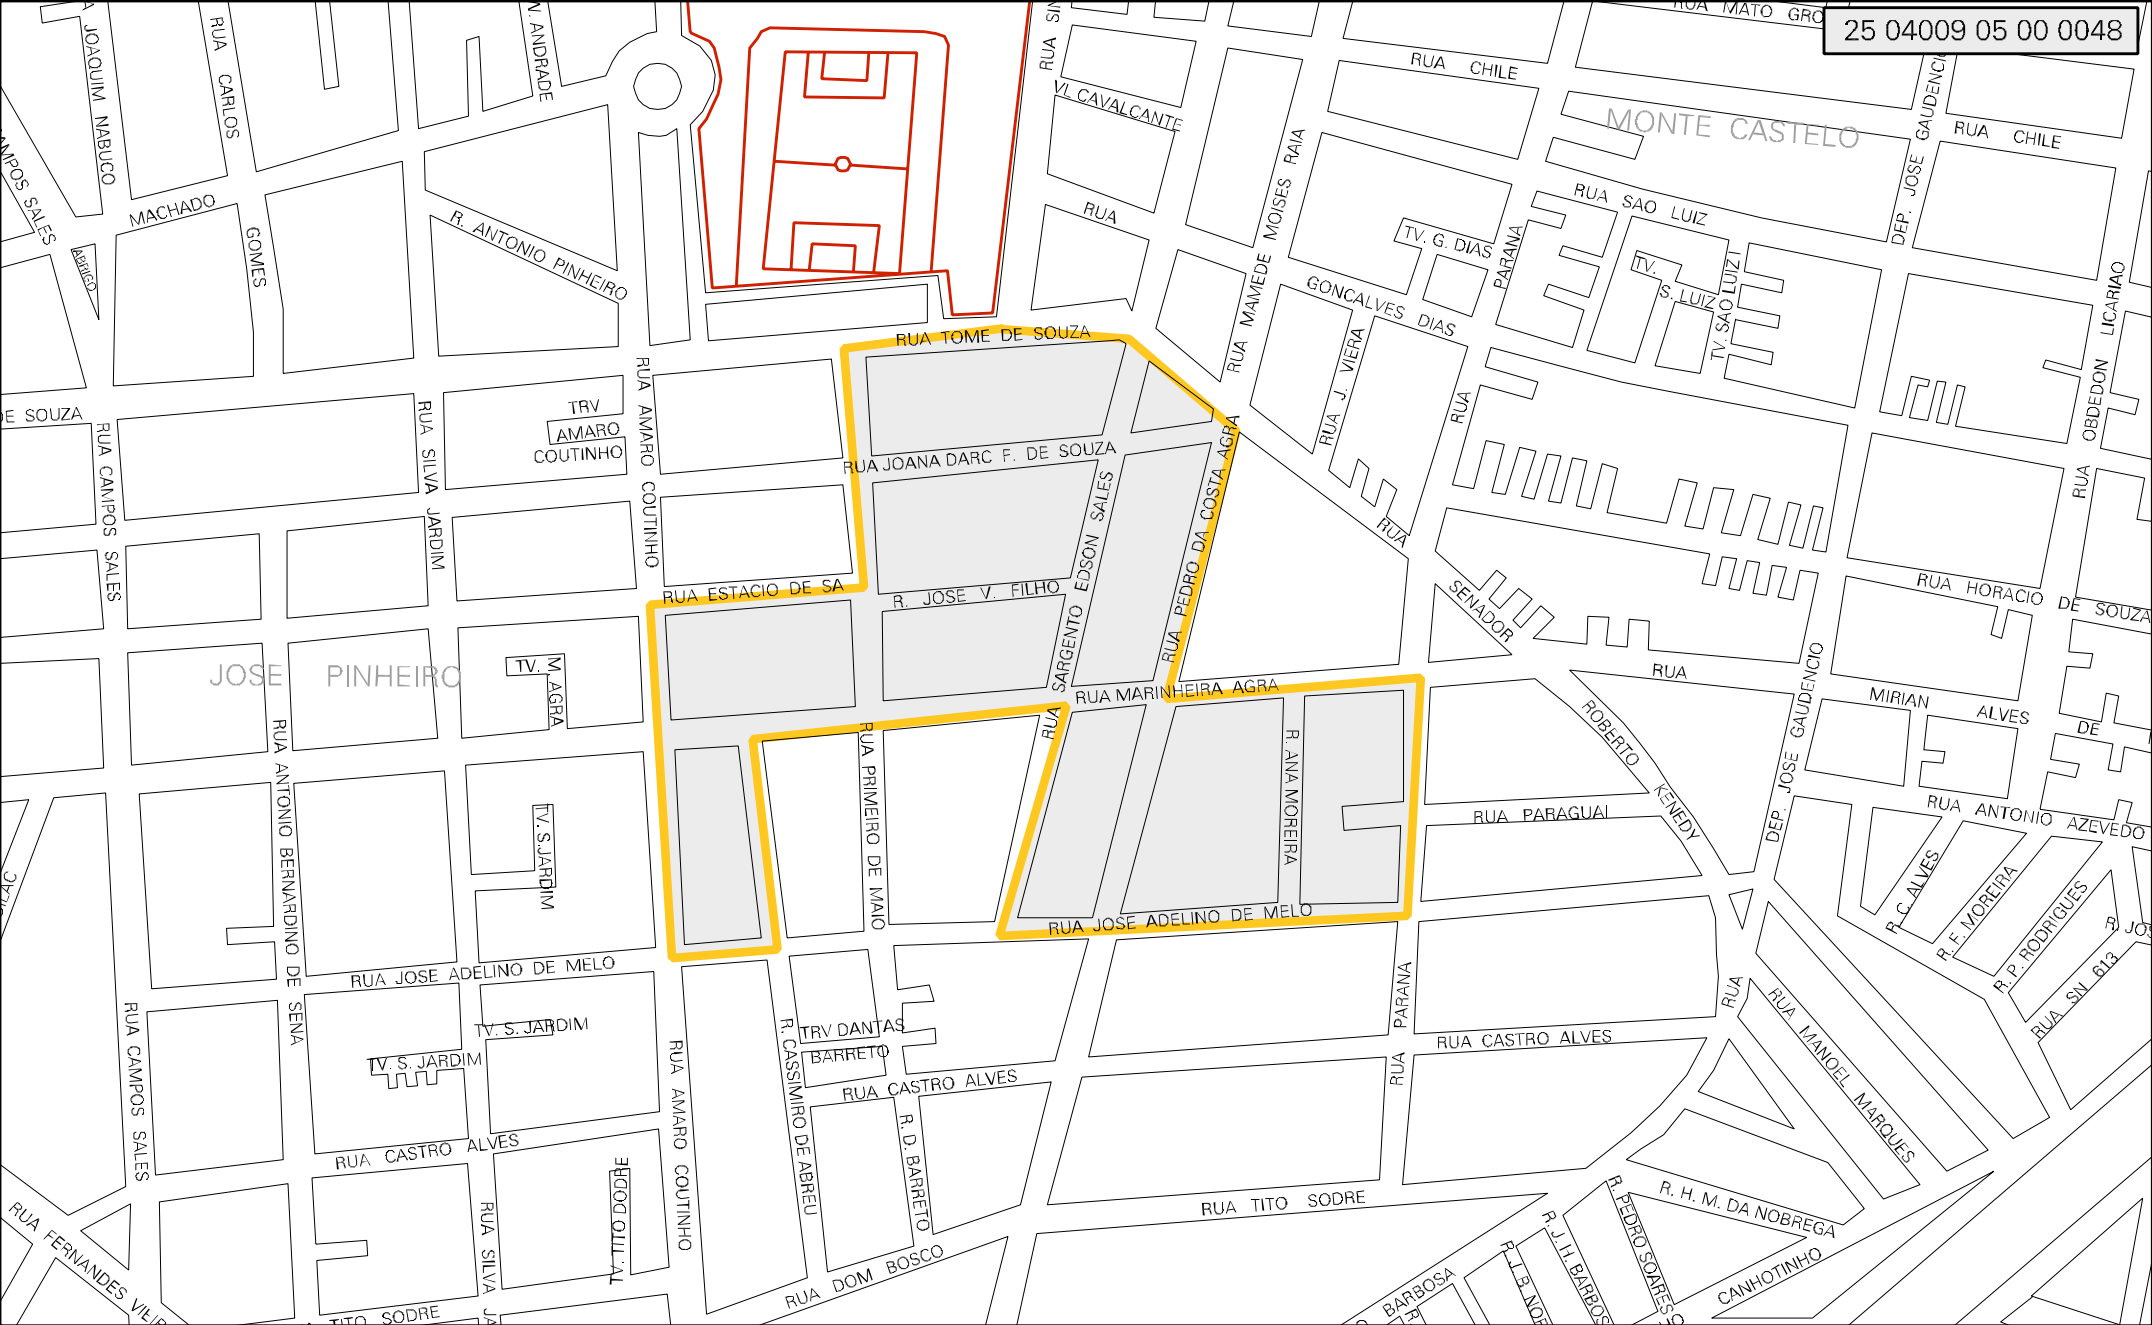 25 04009 05 00 0048
RUA MATO GRO
JOAQUIM NABUCO
RUA CARLOS
GOMES
ANDRADE
RUA
VL CAVALCANTE
RUA CHILE
MONTE CASTELO
RUA CHILE
DEP. JOSE GAUDENCIO
CAMPOS SALES
MACHADO
ABRIGO
R. ANTONIO PINHEIRO
RUA
RUA MAMEDE MOISES RAIA
RUA SAO LUIZ
TV. G. DIAS
PARANA
TV.
S. LUIZ
TV. SAO LUIZ
GONCALVES DIAS
RUA J. VIERA
RUA
RUA OBDEDON LICARIAO
RUA TOME DE SOUZA
DE SOUZA
RUA CAMPOS SALES
RUA SILVA JARDIM
TRV
AMARO
COUTINHO
RUA AMARO COUTINHO
RUA JOANA DARC F. DE SOUZA
RUA SARGENTO EDSON SALES
RUA PEDRO DA COSTA AGRA
RUA
SENADOR
ROBERTO
KENEDY
RUA ESTACIO DE SA
R. JOSE V. FILHO
RUA HORACIO DE SOUZA
JOSE PINHEIRO
TV. M. AGRA
RUA MARINHEIRA AGRA
RUA MIRIAN ALVES DE
DEP. JOSE GAUDENCIO
RUA ANTONIO BERNARDINO DE SENA
TV. S.JARDIM
RUA PRIMEIRO DE MAIO
R. ANA MOREIRA
RUA PARAGUAI
RUA ANTONIO AZEVEDO
R. C. ALVES
R. F. MOREIRA
R. P. RODRIGUES
R. JOS
RUA SN 613
RUA JOSE ADELINO DE MELO
RUA JOSE ADELINO DE MELO
RUA CAMPOS SALES
TV. S. JARDIM
TV. S. JARDIM
TRV DANTAS
BARRETO
RUA PARANA
RUA CASTRO ALVES
RUA
RUA MANOEL MARQUES
RUA AMARO COUTINHO
R. CASSIMIRO DE ABREU
RUA CASTRO ALVES
R. D. BARRETO
RUA CASTRO ALVES
TV. TITO DODRE
RUA SILVA JA
RUA TITO SODRE
R. H. M. DA NOBREGA
R. PEDRO SOARES
R. J. H. BARBOS
R. J. B. NOB
RUA FERNANDES VIEIR
RUA DOM BOSCO
TITO SODRE
BARBOSA
CANHOTINHO